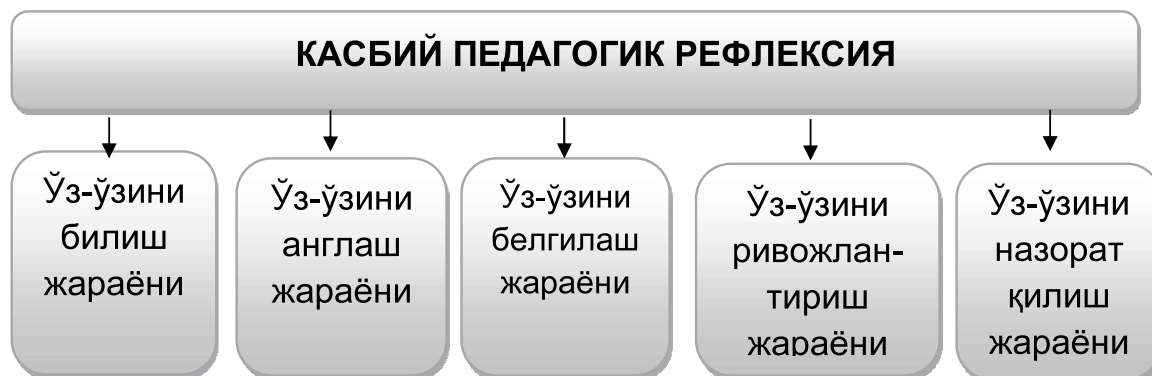 КАСБИЙ ПЕДАГОГИК РЕФЛЕКСИЯ
Ўз-ўзини
билиш
жараёни
Ўз-ўзини
англаш
жараёни
Ўз-ўзини
белгилаш
жараёни
Ўз-ўзини
ривожлан-
тириш
жараёни
Ўз-ўзини
назорат
қилиш
жараёни